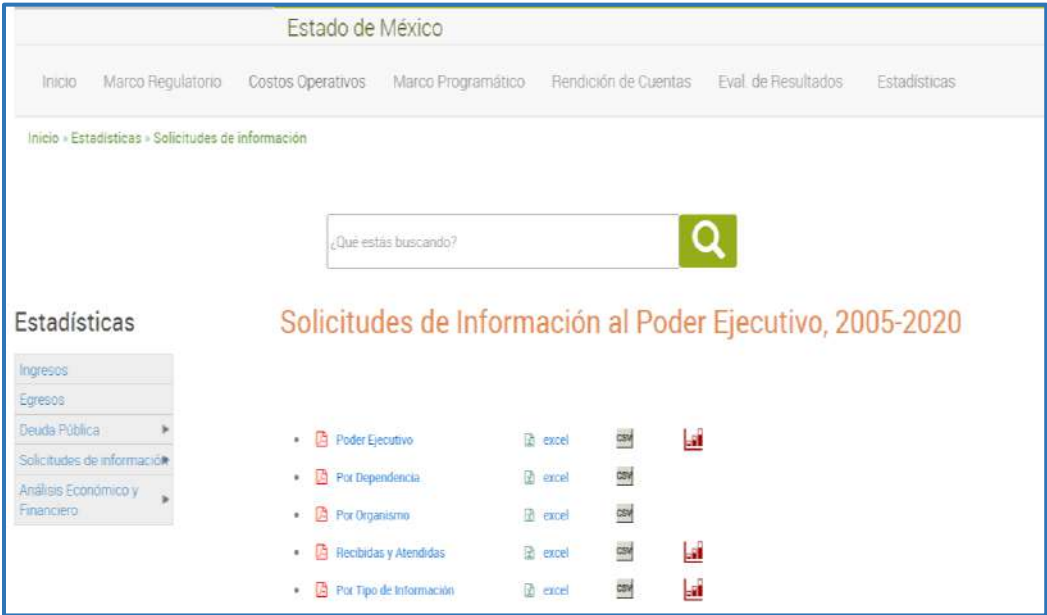 Estado de México
Inicio Marco Regulatorio Costos Operativos Marco Programático Rendición de Cuentas Eval. de Resultados Estadísticas
Inicio » Estadísticas » Solicitudes de información
¿Qué estás buscando?
Estadísticas
Ingresos
Egresos
Deuda Pública
Solicitudes de información
Análisis Económico y
Financiero
Solicitudes de Información al Poder Ejecutivo, 2005-2020
Poder Ejecutivo excel CSV
Por Dependencia excel CSV
Por Organismo excel CSV
Recibidas y Atendidas excel CSV
Por Tipo de Información excel CSV